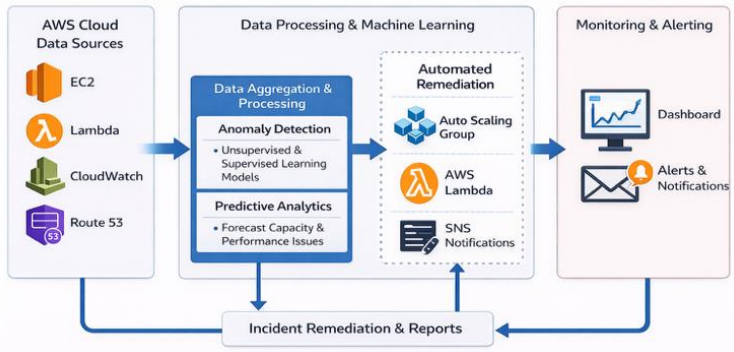 AWS Cloud
Data Sources
EC2
Lambda
CloudWatch
Route 53
53
Data Processing & Machine Learning
Data Aggregation &
Processing
Anomaly Detection
• Unsupervised &
Supervised Learning
Models
Predictive Analytics
• Forecast Capacity &
Performance Issues
Automated
Remediation
Auto Scaling
Group
AWS
Lambda
SNS
Notifications
Monitoring & Alerting
Dashboard
Alerts &
Notifications
Incident Remediation & Reports